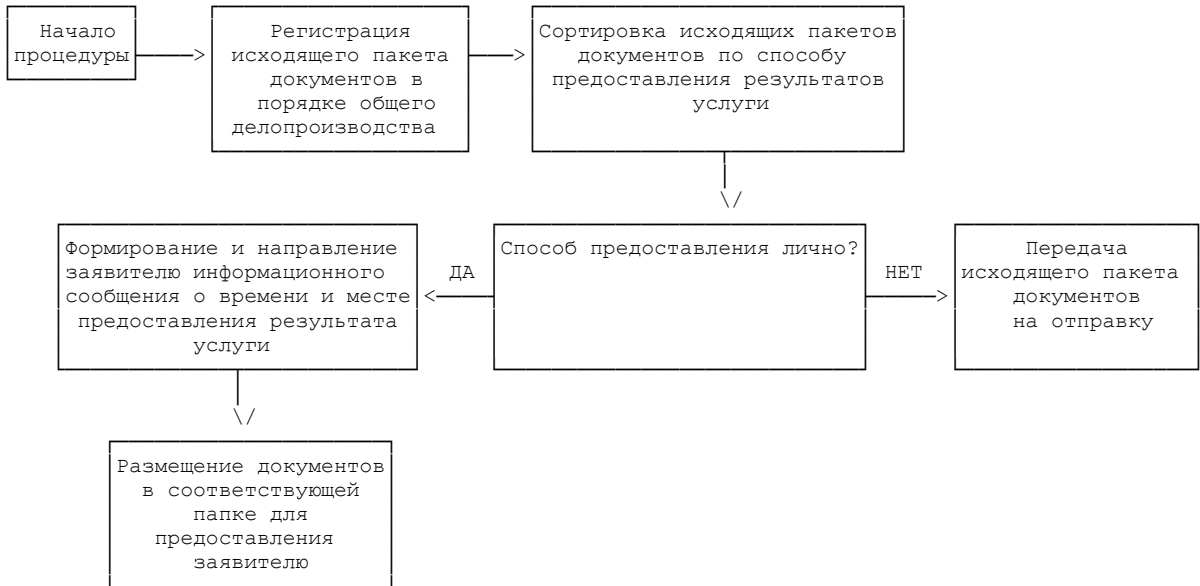 Начало
процедуры
Регистрация
исходящего пакета
документов в
порядке общего
делопроизводства
Сортировка исходящих пакетов
документов по способу
предоставления результатов
услуги
Формирование и направление
заявителю информационного
сообщения о времени и месте
предоставления результата
услуги
ДА
Способ предоставления лично?
НЕТ
Передача
исходящего пакета
документов
на отправку
Размещение документов
в соответствующей
папке для
предоставления
заявителю